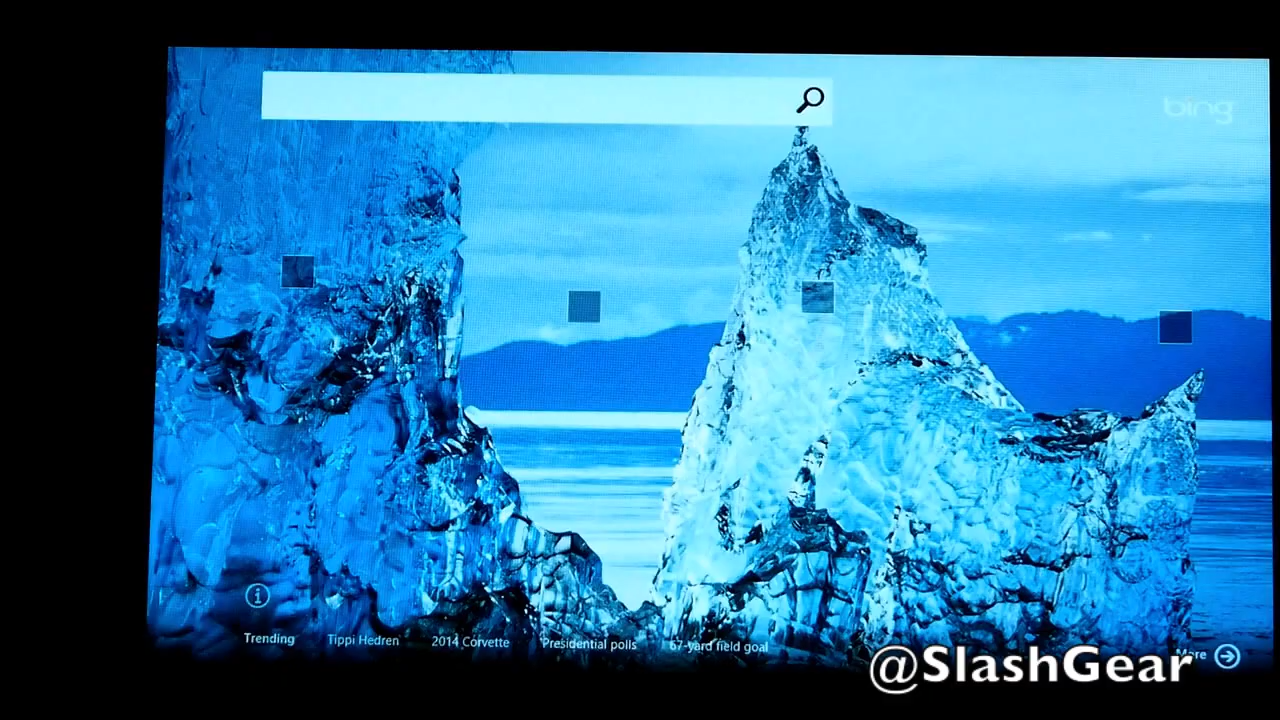 bing
Trending Tippi Hedren 2014 Corvette Presidential polls 67-yard field goal More
@SlashGear